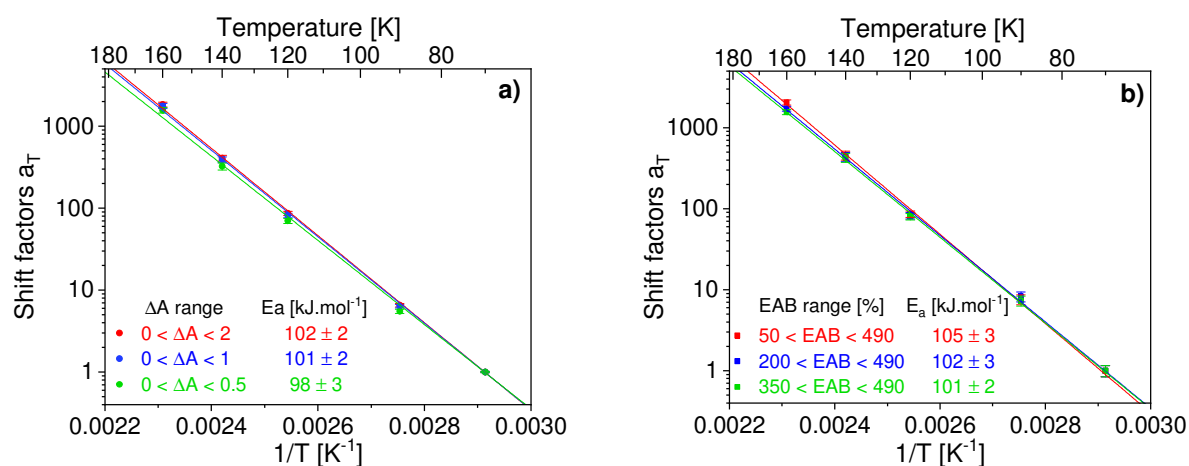 Temperature [K]
180 160 140 120 100 80
a)
1000
100
10
1
Shift factors a_T
ΔA range Ea [kJ.mol⁻¹]
0 < ΔA < 2 102 ± 2
0 < ΔA < 1 101 ± 2
0 < ΔA < 0.5 98 ± 3
0.0022 0.0024 0.0026 0.0028 0.0030
1/T [K⁻¹]
Temperature [K]
180 160 140 120 100 80
b)
1000
100
10
1
Shift factors a_T
EAB range [%] E_a [kJ.mol⁻¹]
50 < EAB < 490 105 ± 3
200 < EAB < 490 102 ± 3
350 < EAB < 490 101 ± 2
0.0022 0.0024 0.0026 0.0028 0.0030
1/T [K⁻¹]